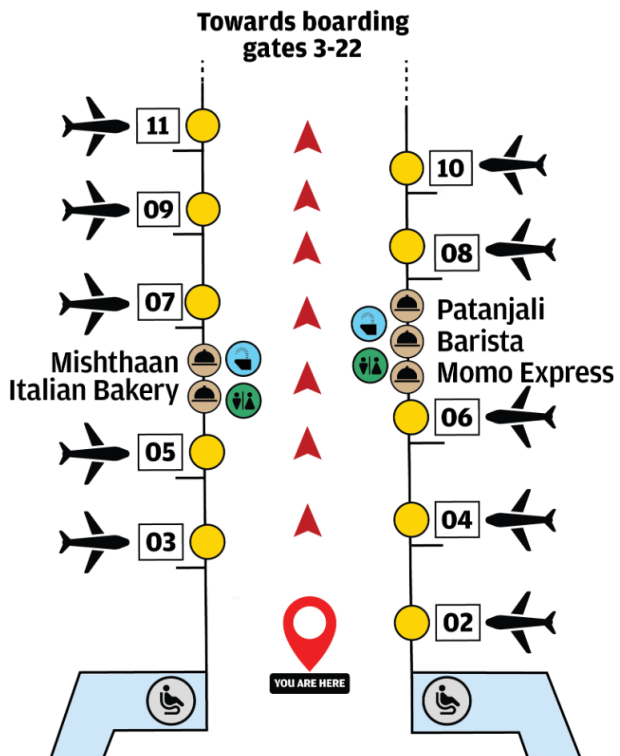 Towards boarding
gates 3-22
11
10
09
08
07
Patanjali
Barista
Momo Express
Mishthaan
Italian Bakery
06
05
04
03
02
YOU ARE HERE